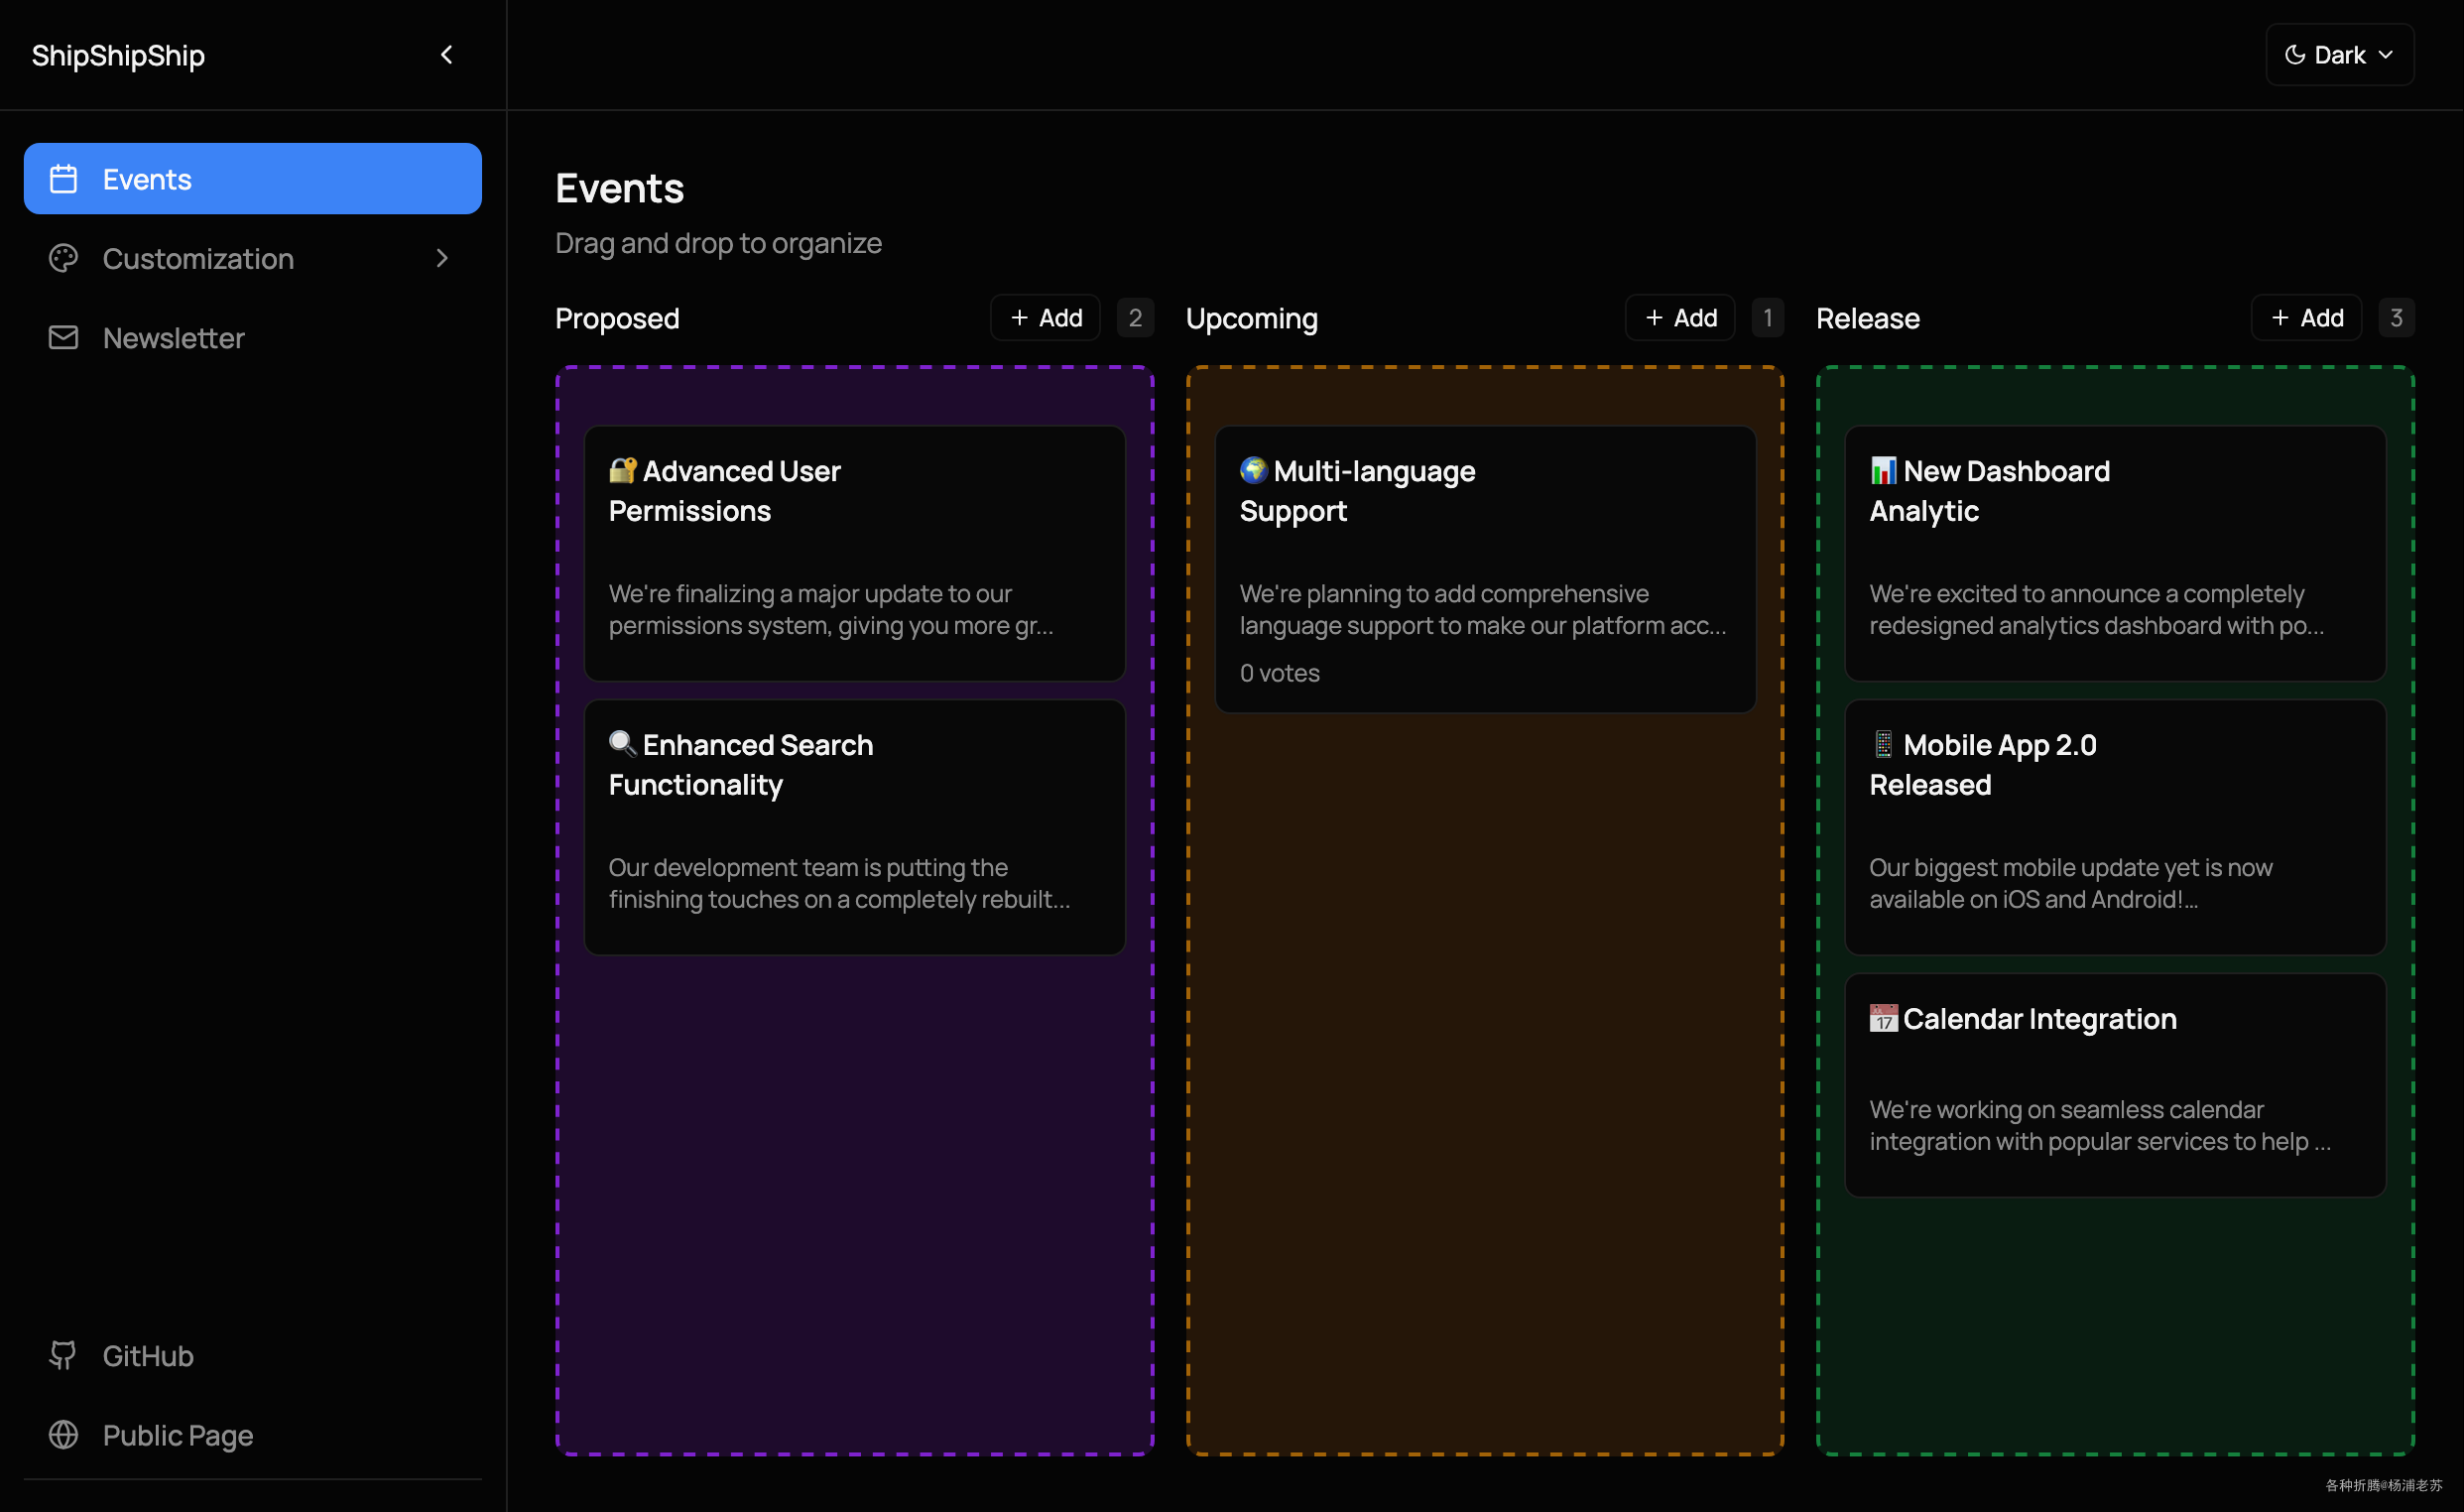 ShipShipShip
Dark
Events
Customization
Newsletter
GitHub
Public Page
Events
Drag and drop to organize
Proposed
+ Add
2
🔐 Advanced User
Permissions
We're finalizing a major update to our
permissions system, giving you more gr...
🔍 Enhanced Search
Functionality
Our development team is putting the
finishing touches on a completely rebuilt...
Upcoming
+ Add
1
🌍 Multi-language
Support
We're planning to add comprehensive
language support to make our platform acc...
0 votes
Release
+ Add
3
📊 New Dashboard
Analytic
We're excited to announce a completely
redesigned analytics dashboard with po...
📱 Mobile App 2.0
Released
Our biggest mobile update yet is now
available on iOS and Android!...
📅 Calendar Integration
We're working on seamless calendar
integration with popular services to help ...
各种折腾@杨浦老苏